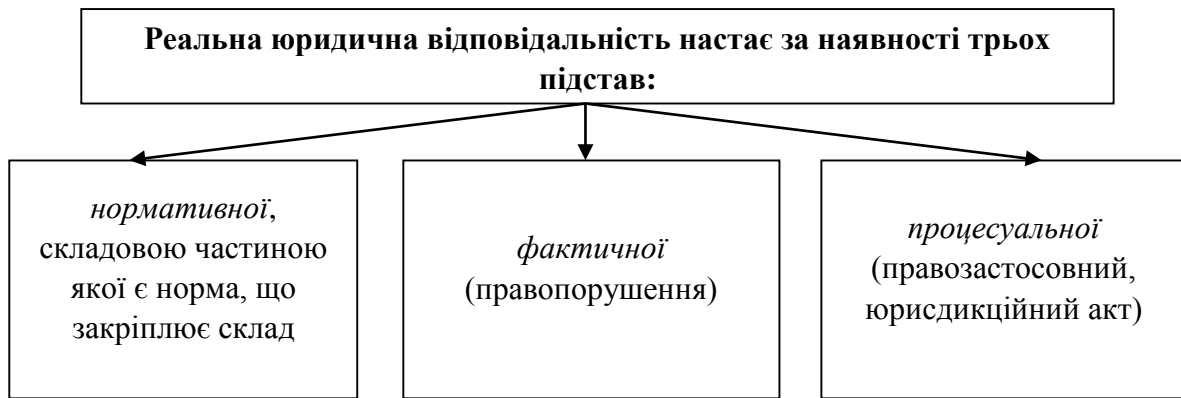 Реальна юридична відповідальність настає за наявності трьох
підстав:
нормативної,
складовою частиною
якої є норма, що
закріплює склад
фактичної
(правопорушення)
процесуальної
(правозастосовний,
юрисдикційний акт)